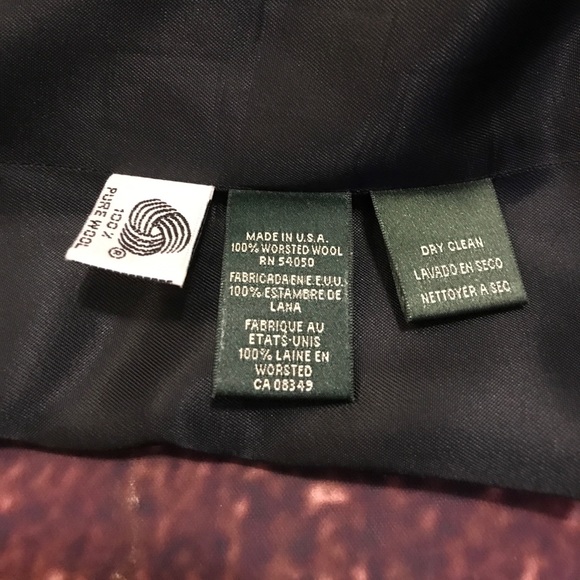 100%
PURE WOOL
®
MADE IN U.S.A.
100% WORSTED WOOL
RN 54050
FABRICADA EN E.E.U.U.
100% ESTAMBRE DE
LANA
FABRIQUE AU
ETATS-UNIS
100% LAINE EN
WORSTED
CA 08349
DRY CLEAN
LAVADO EN SECO
NETTOYER A SEC